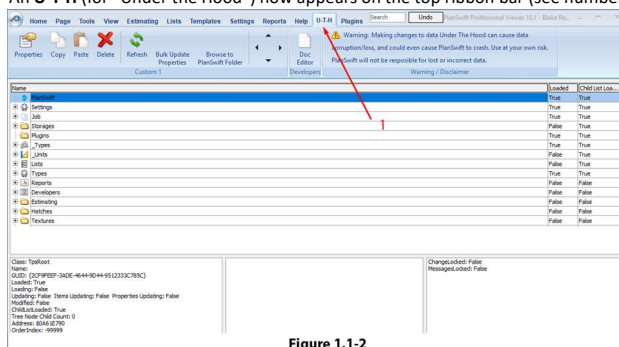 An U-T-H (for "Under the Hood") now appears on the top ribbon bar (see number
Home Page Tools View Estimating Lists Templates Settings Reports Help U-T-H Plugins Search Undo PlanSwift Professional Viewer 10.1 - Blake Re...
Properties Copy Paste Delete Refresh Bulk Update Properties Browse to PlanSwift Folder Doc Editor
Warning: Making changes to data Under The Hood can cause data
corruption/loss, and could even cause PlanSwift to crash. Use at your own risk.
PlanSwift will not be resposible for lost or incorrect data.
Custom 1 Developers Warning / Disclaimer
Name Loaded Child List Loa...
PlanSwift True True
Settings True True
Job True True
Storages False True
Plugins True True
_Types True True
_Units False True
Lists False True
Types True True
Reports False False
Developers False False
Estimating False False
Hatches False False
Textures False False
1
Class: TpsRoot
Name:
GUID: {2CF9FEEF-3ADE-4644-9D44-9512333C785C}
Loaded: True
Loading: False
Updating: False Items Updating: False Properties Updating: False
Modified: False
ChildListLoaded: True
Tree Node Child Count: 0
Address: $0A61E790
OrderIndex: -99999
ChangeLocked: False
MessagesLocked: False
Figure 1.1-2